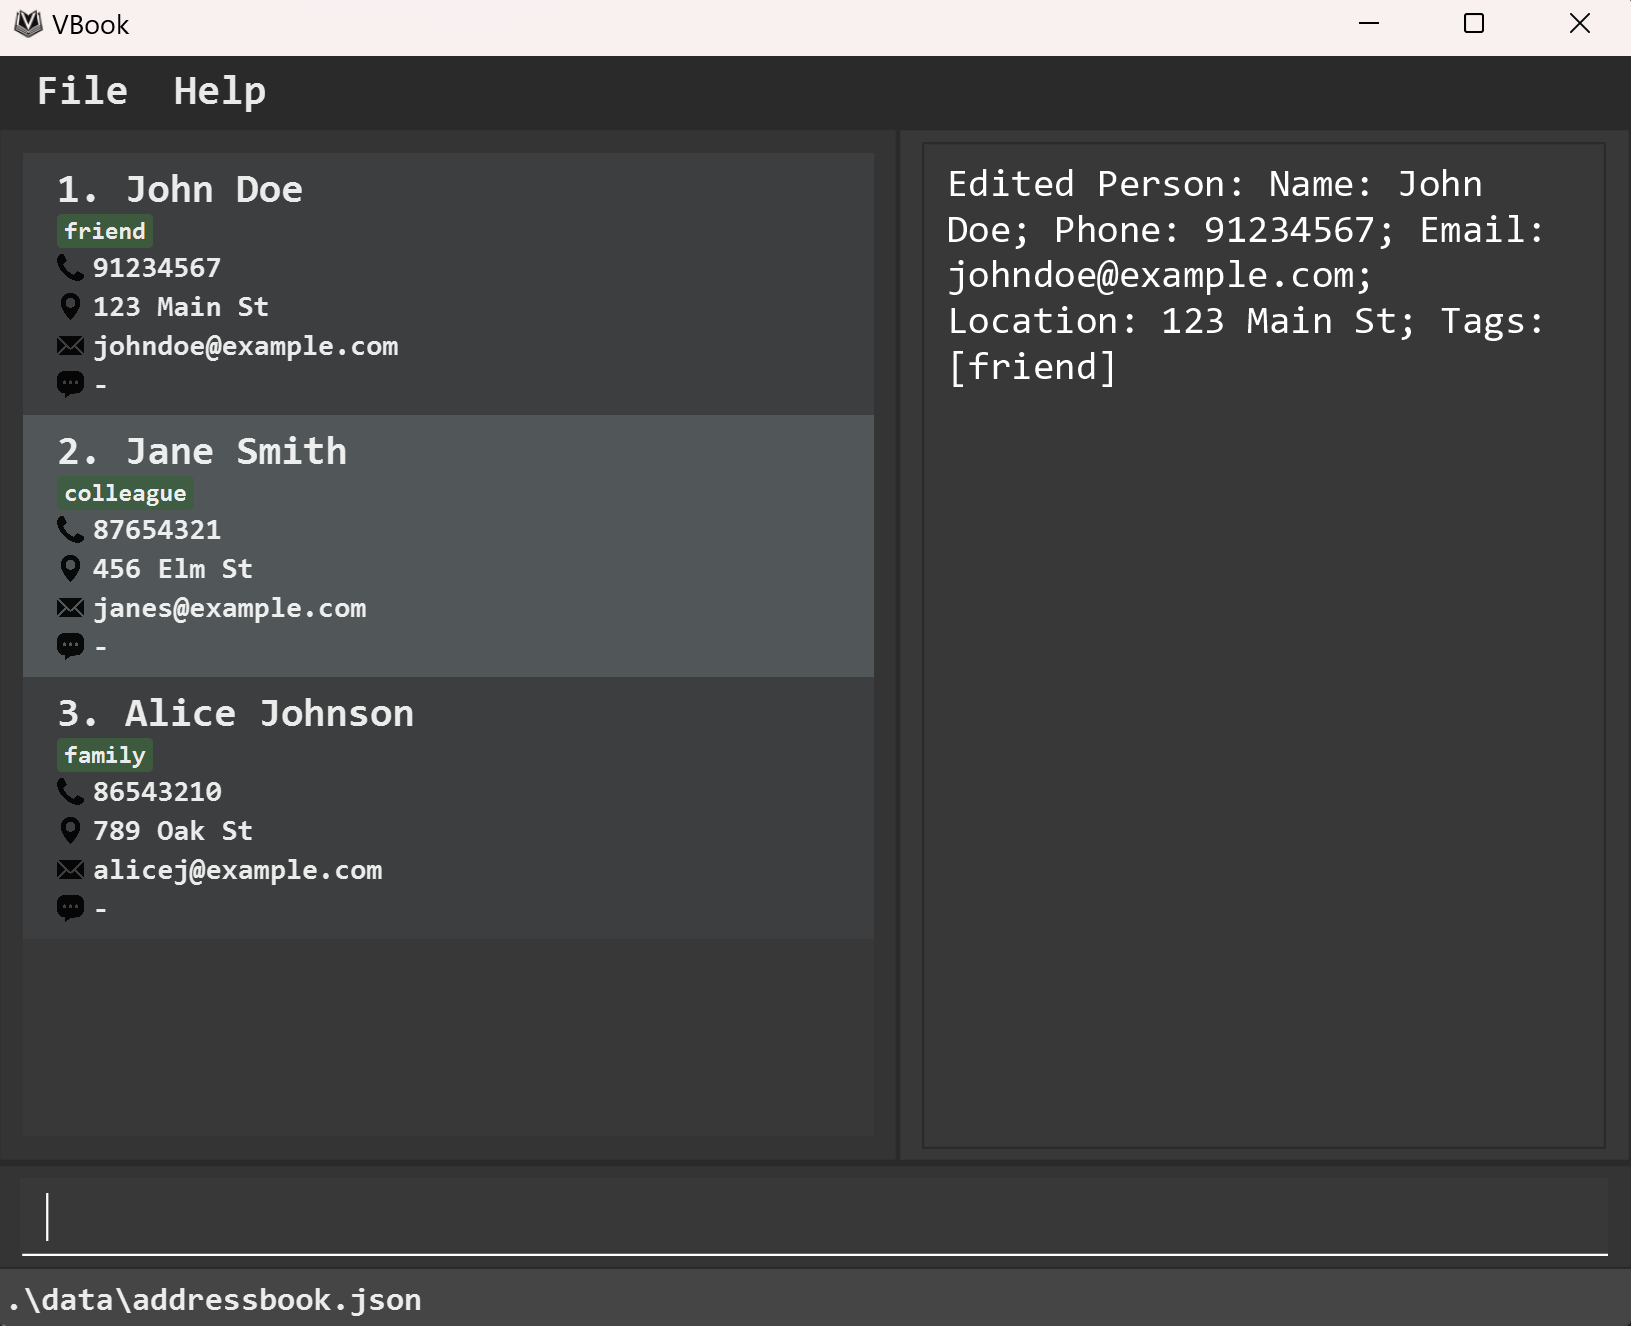 VBook
File Help
1. John Doe
friend
91234567
123 Main St
johndoe@example.com
-
2. Jane Smith
colleague
87654321
456 Elm St
janes@example.com
-
3. Alice Johnson
family
86543210
789 Oak St
alicej@example.com
-
Edited Person: Name: John
Doe; Phone: 91234567; Email:
johndoe@example.com;
Location: 123 Main St; Tags:
[friend]
.\data\addressbook.json